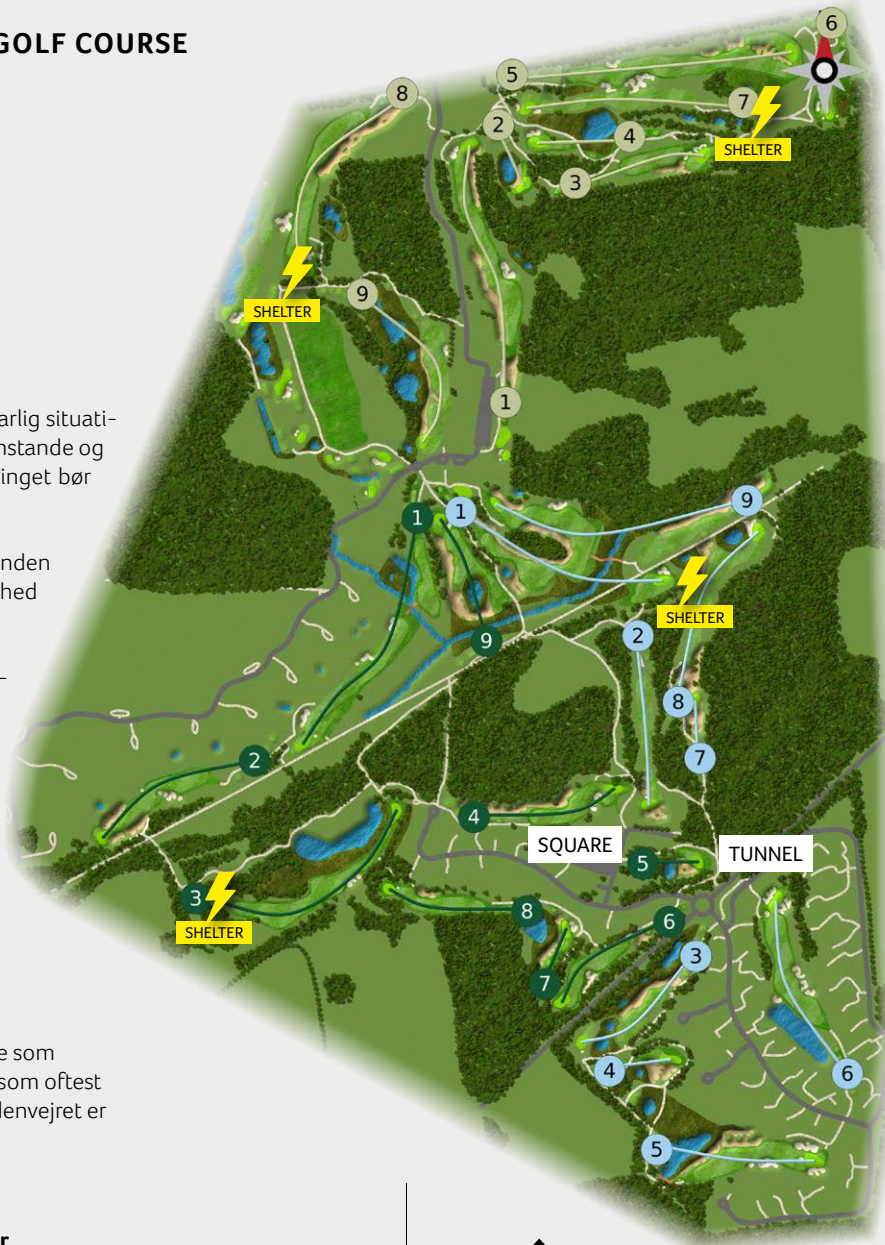 GOLF COURSE
6
5
8
7
2
4
SHELTER
3
9
SHELTER
1
arlig situati-
nstande og
inget bør
9
1
1
nden
hed
SHELTER
2
9
8
2
7
4
SQUARE
TUNNEL
5
3
8
6
SHELTER
3
7
e som
4
6
som oftest
denvejret er
5
r